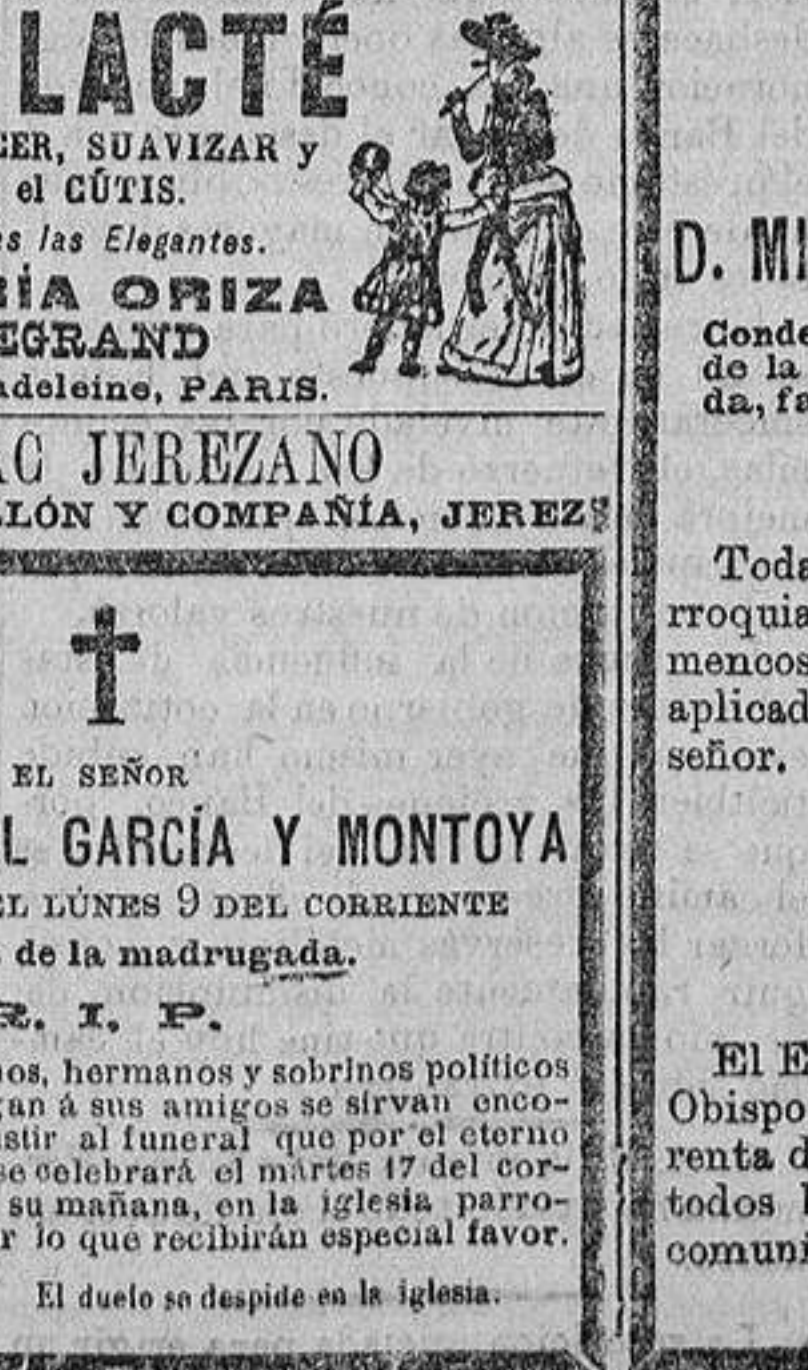 LACTÉ
CER, SUAVIZAR y
el CÚTIS.
es las Elegantes.
RÍA ORIZA
EGRAND
adeleine, PARIS.
AC JEREZANO
LLÓN Y COMPAÑÍA, JEREZ
EL SEÑOR
L GARCÍA Y MONTOYA
EL LÚNES 9 DEL CORRIENTE
de la madrugada.
R. I. P.
nos, hermanos y sobrinos políticos
gan á sus amigos se sirvan enco-
istir al funeral que por el eterno
se celebrará el mártes 17 del cor-
su mañana, en la iglesia parro-
r lo que recibirán especial favor.
El duelo se despide en la iglesia.
D. MI
Conde
de la
da, fa
Toda
rroquia
mencos
aplicad
señor.
El E
Obispo
renta d
todos l
comuni